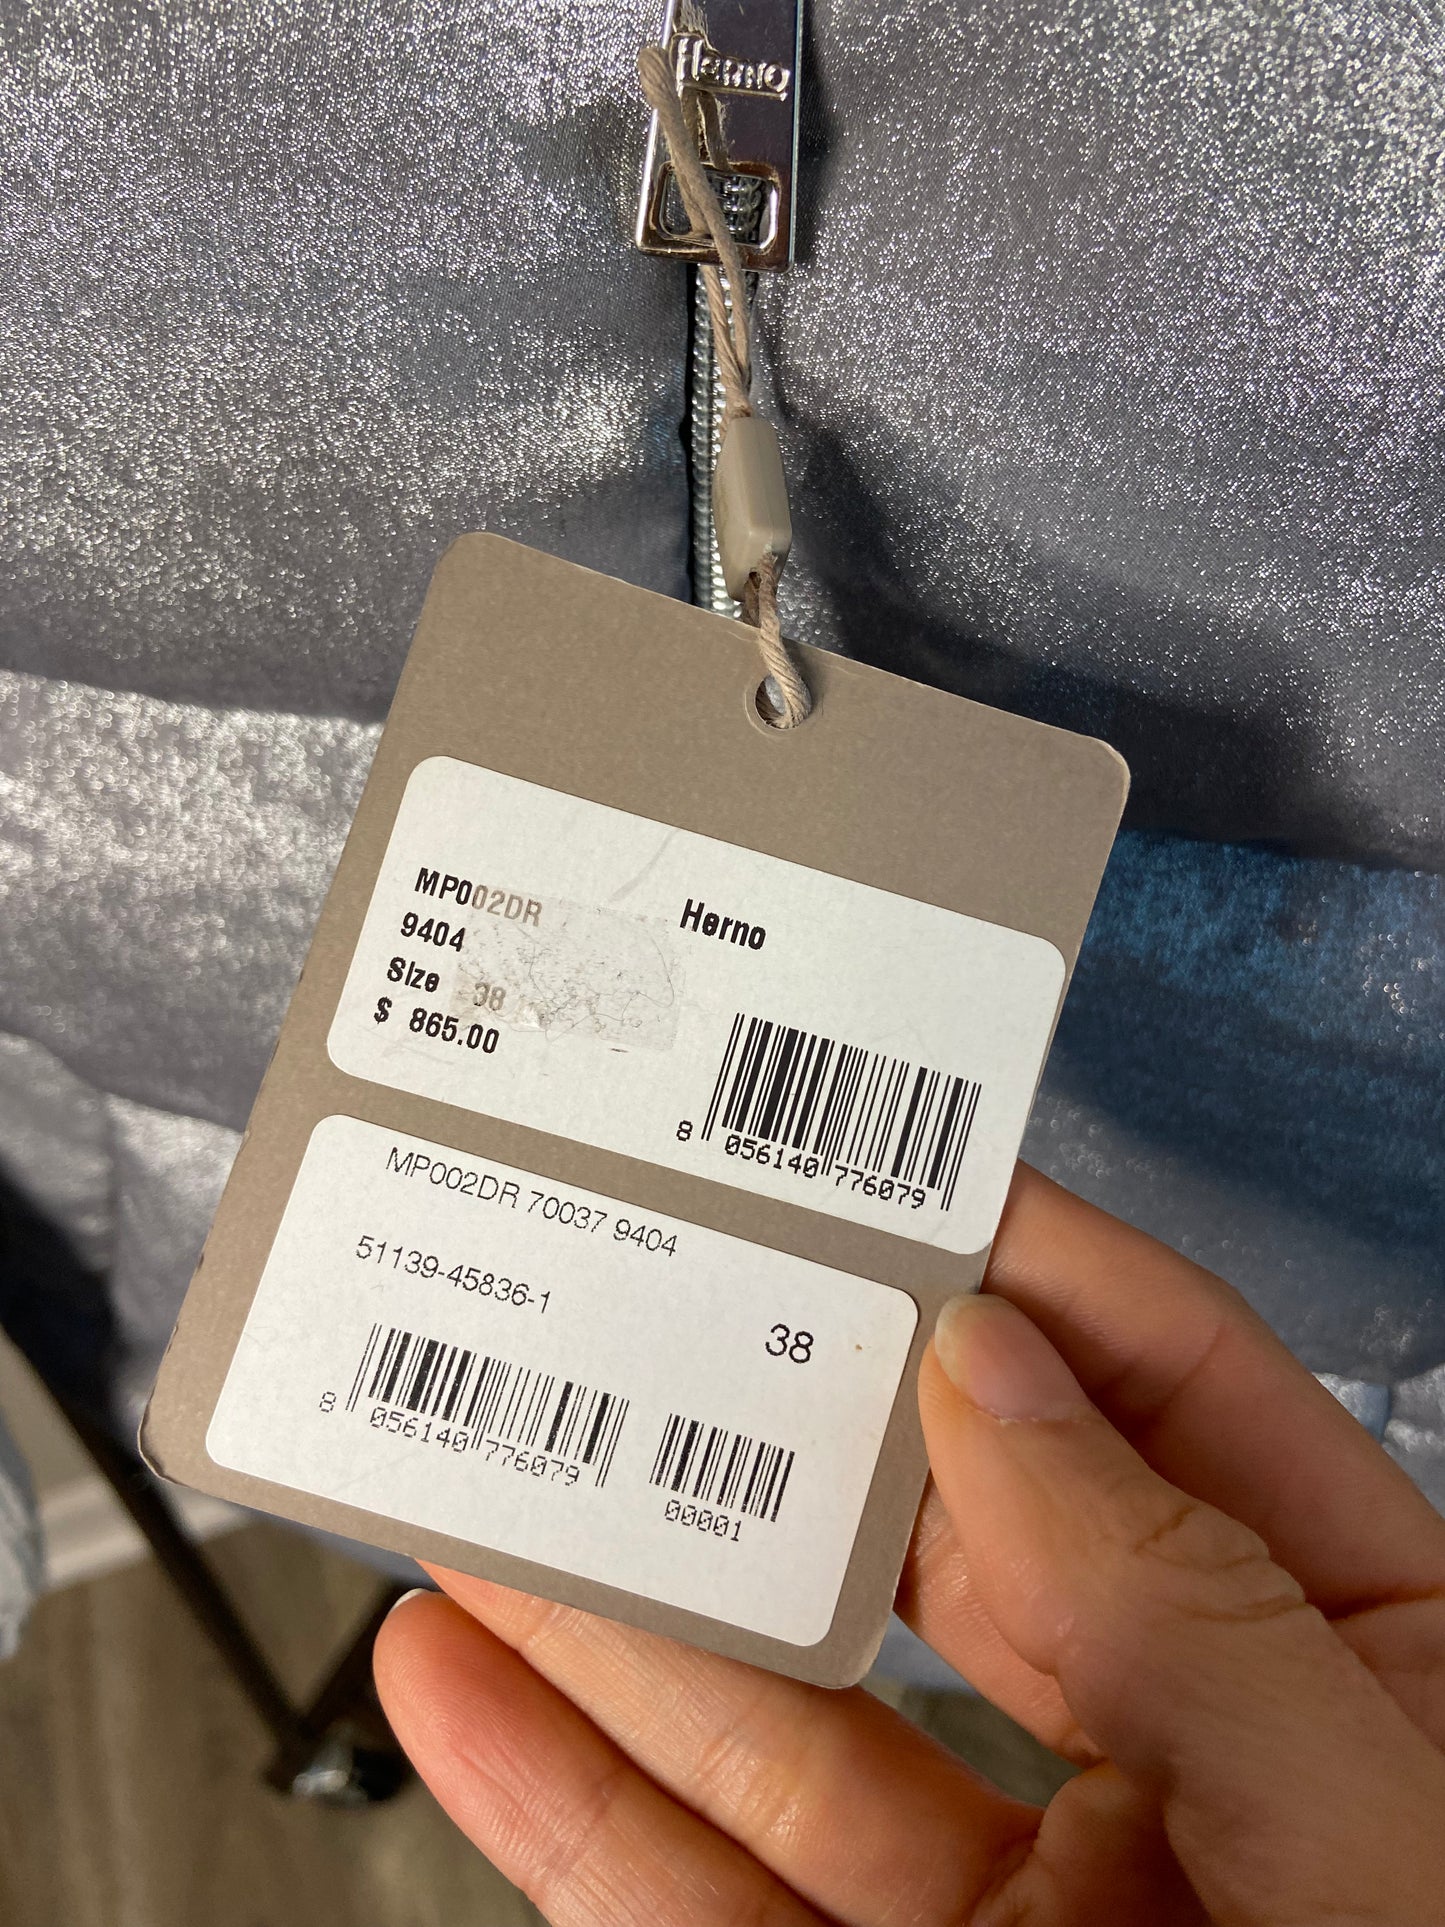 Herno
MP002DR
Herno
9404
Size 38
$ 865.00
8 056140 776079
MP002DR 70037 9404
51139-45836-1
38
8 056140 776079
00001